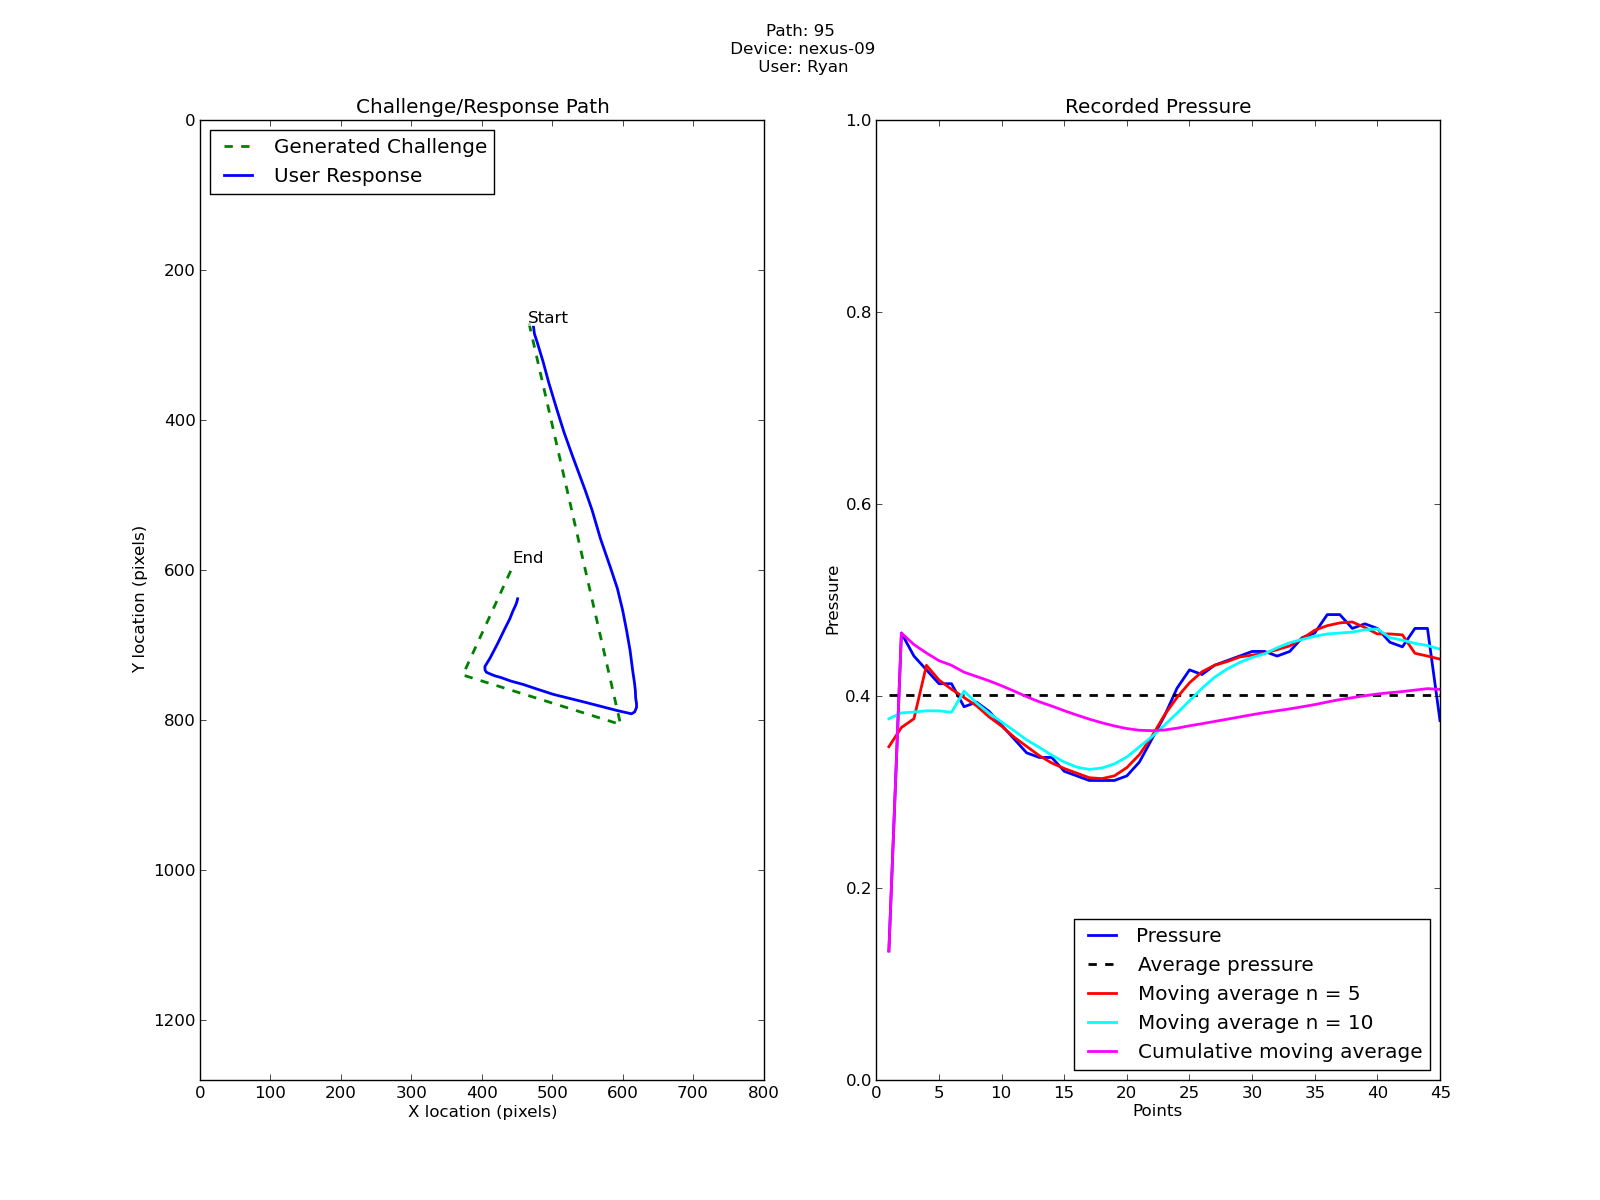 Path: 95
Device: nexus-09
User: Ryan
Challenge/Response Path
Generated Challenge
User Response
Start
End
0
200
400
600
800
1000
1200
Y location (pixels)
0 100 200 300 400 500 600 700 800
X location (pixels)
Recorded Pressure
1.0
0.8
0.6
0.4
0.2
0.0
Pressure
Pressure
Average pressure
Moving average n = 5
Moving average n = 10
Cumulative moving average
0 5 10 15 20 25 30 35 40 45
Points